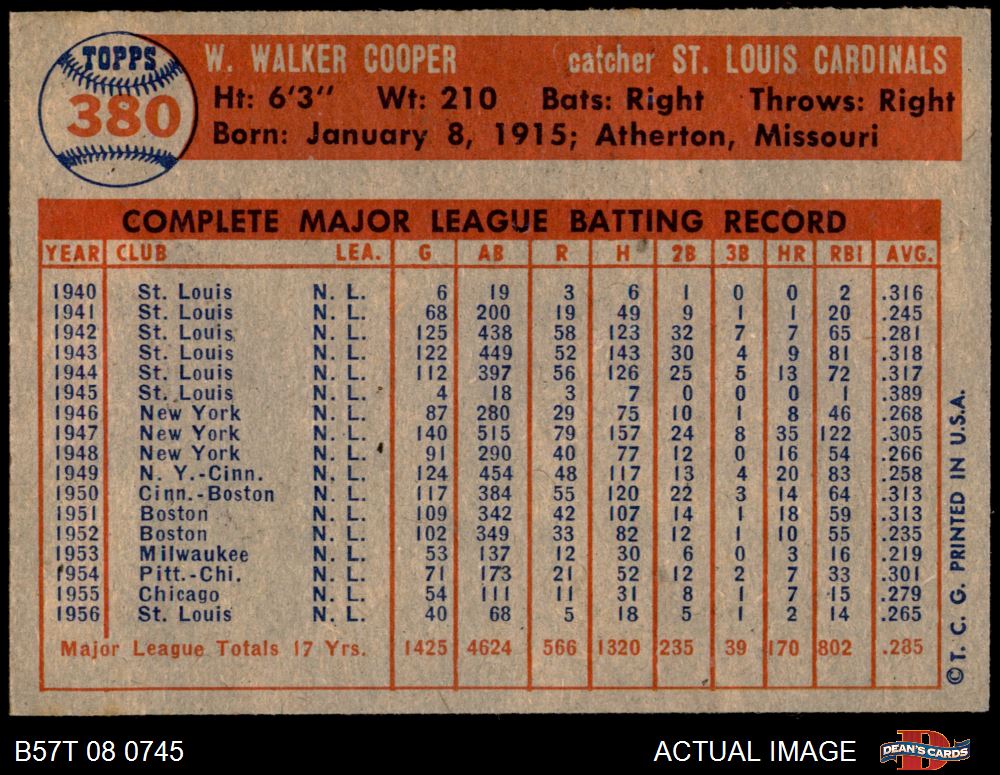 TOPPS
380
W. WALKER COOPER catcher ST. LOUIS CARDINALS
Ht: 6'3" Wt: 210 Bats: Right Throws: Right
Born: January 8, 1915; Atherton, Missouri
COMPLETE MAJOR LEAGUE BATTING RECORD
YEAR CLUB LEA. G AB R H 2B 3B HR RBI AVG.
1940 St. Louis N. L. 6 19 3 6 1 0 0 2 .316
1941 St. Louis N. L. 68 200 19 49 9 1 1 20 .245
1942 St. Louis N. L. 125 438 58 123 32 7 7 65 .281
1943 St. Louis N. L. 122 449 52 143 30 4 9 81 .318
1944 St. Louis N. L. 112 397 56 126 25 5 13 72 .317
1945 St. Louis N. L. 4 18 3 7 0 0 0 1 .389
1946 New York N. L. 87 280 29 75 10 1 8 46 .268
1947 New York N. L. 140 515 79 157 24 8 35 122 .305
1948 New York N. L. 91 290 40 77 12 0 16 54 .266
1949 N. Y.-Cinn. N. L. 124 454 48 117 13 4 20 83 .258
1950 Cinn.-Boston N. L. 117 384 55 120 22 3 14 64 .313
1951 Boston N. L. 109 342 42 107 14 1 18 59 .313
1952 Boston N. L. 102 349 33 82 12 1 10 55 .235
1953 Milwaukee N. L. 53 137 12 30 6 0 3 16 .219
1954 Pitt.-Chi. N. L. 71 173 21 52 12 2 7 33 .301
1955 Chicago N. L. 54 111 11 31 8 1 7 15 .279
1956 St. Louis N. L. 40 68 5 18 5 1 2 14 .265
Major League Totals 17 Yrs. 1425 4624 566 1320 235 39 170 802 .285
©T. C. G. PRINTED IN U.S.A.
B57T 08 0745 ACTUAL IMAGE DEAN'S CARDS